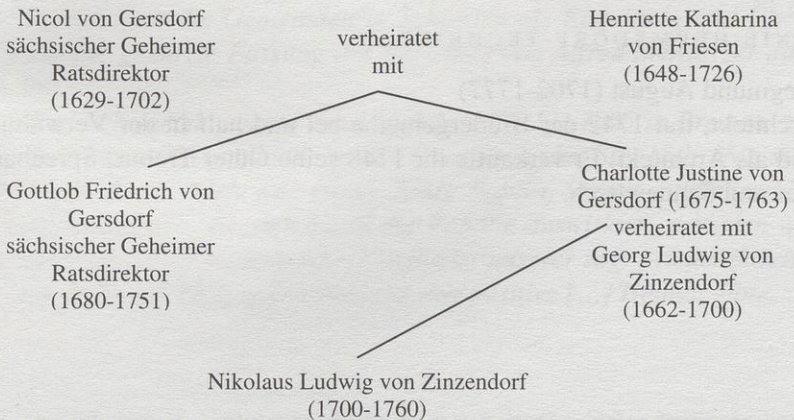 Nicol von Gersdorf
sächsischer Geheimer
Ratsdirektor
(1629-1702)
verheiratet
mit
Henriette Katharina
von Friesen
(1648-1726)
Gottlob Friedrich von
Gersdorf
sächsischer Geheimer
Ratsdirektor
(1680-1751)
Charlotte Justine von
Gersdorf (1675-1763)
verheiratet mit
Georg Ludwig von
Zinzendorf
(1662-1700)
Nikolaus Ludwig von Zinzendorf
(1700-1760)